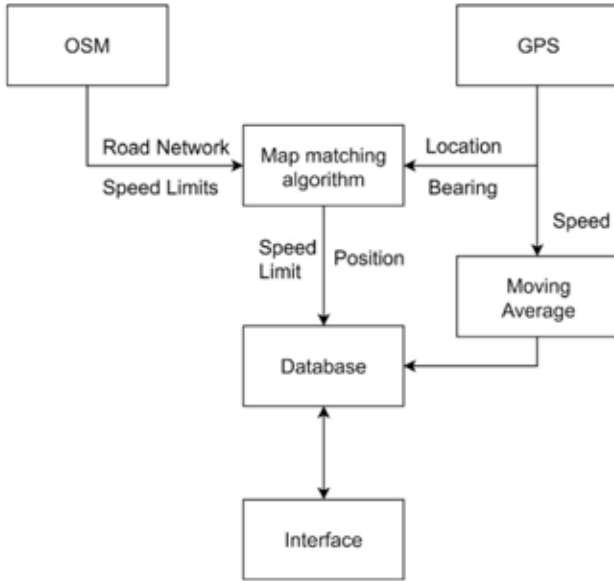 OSM
GPS
Road Network
Speed Limits
Map matching
algorithm
Location
Bearing
Speed
Limit
Position
Speed
Moving
Average
Database
Interface